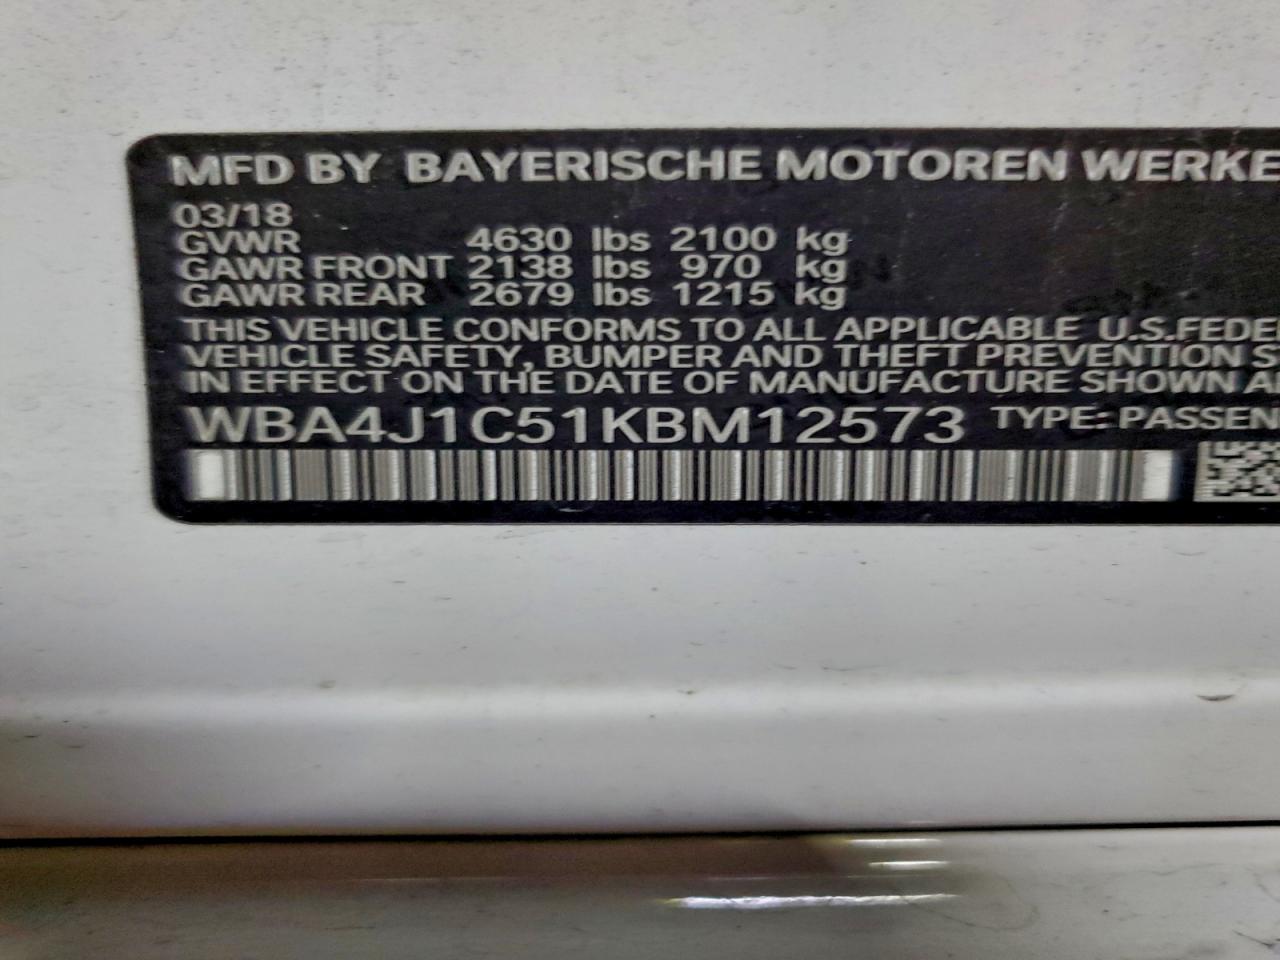 MFD BY BAYERISCHE MOTOREN WERKE
03/18
GVWR 4630 lbs 2100 kg
GAWR FRONT 2138 lbs 970 kg
GAWR REAR 2679 lbs 1215 kg
THIS VEHICLE CONFORMS TO ALL APPLICABLE U.S.FEDE
VEHICLE SAFETY, BUMPER AND THEFT PREVENTION S
IN EFFECT ON THE DATE OF MANUFACTURE SHOWN A
WBA4J1C51KBM12573 TYPE: PASSEN